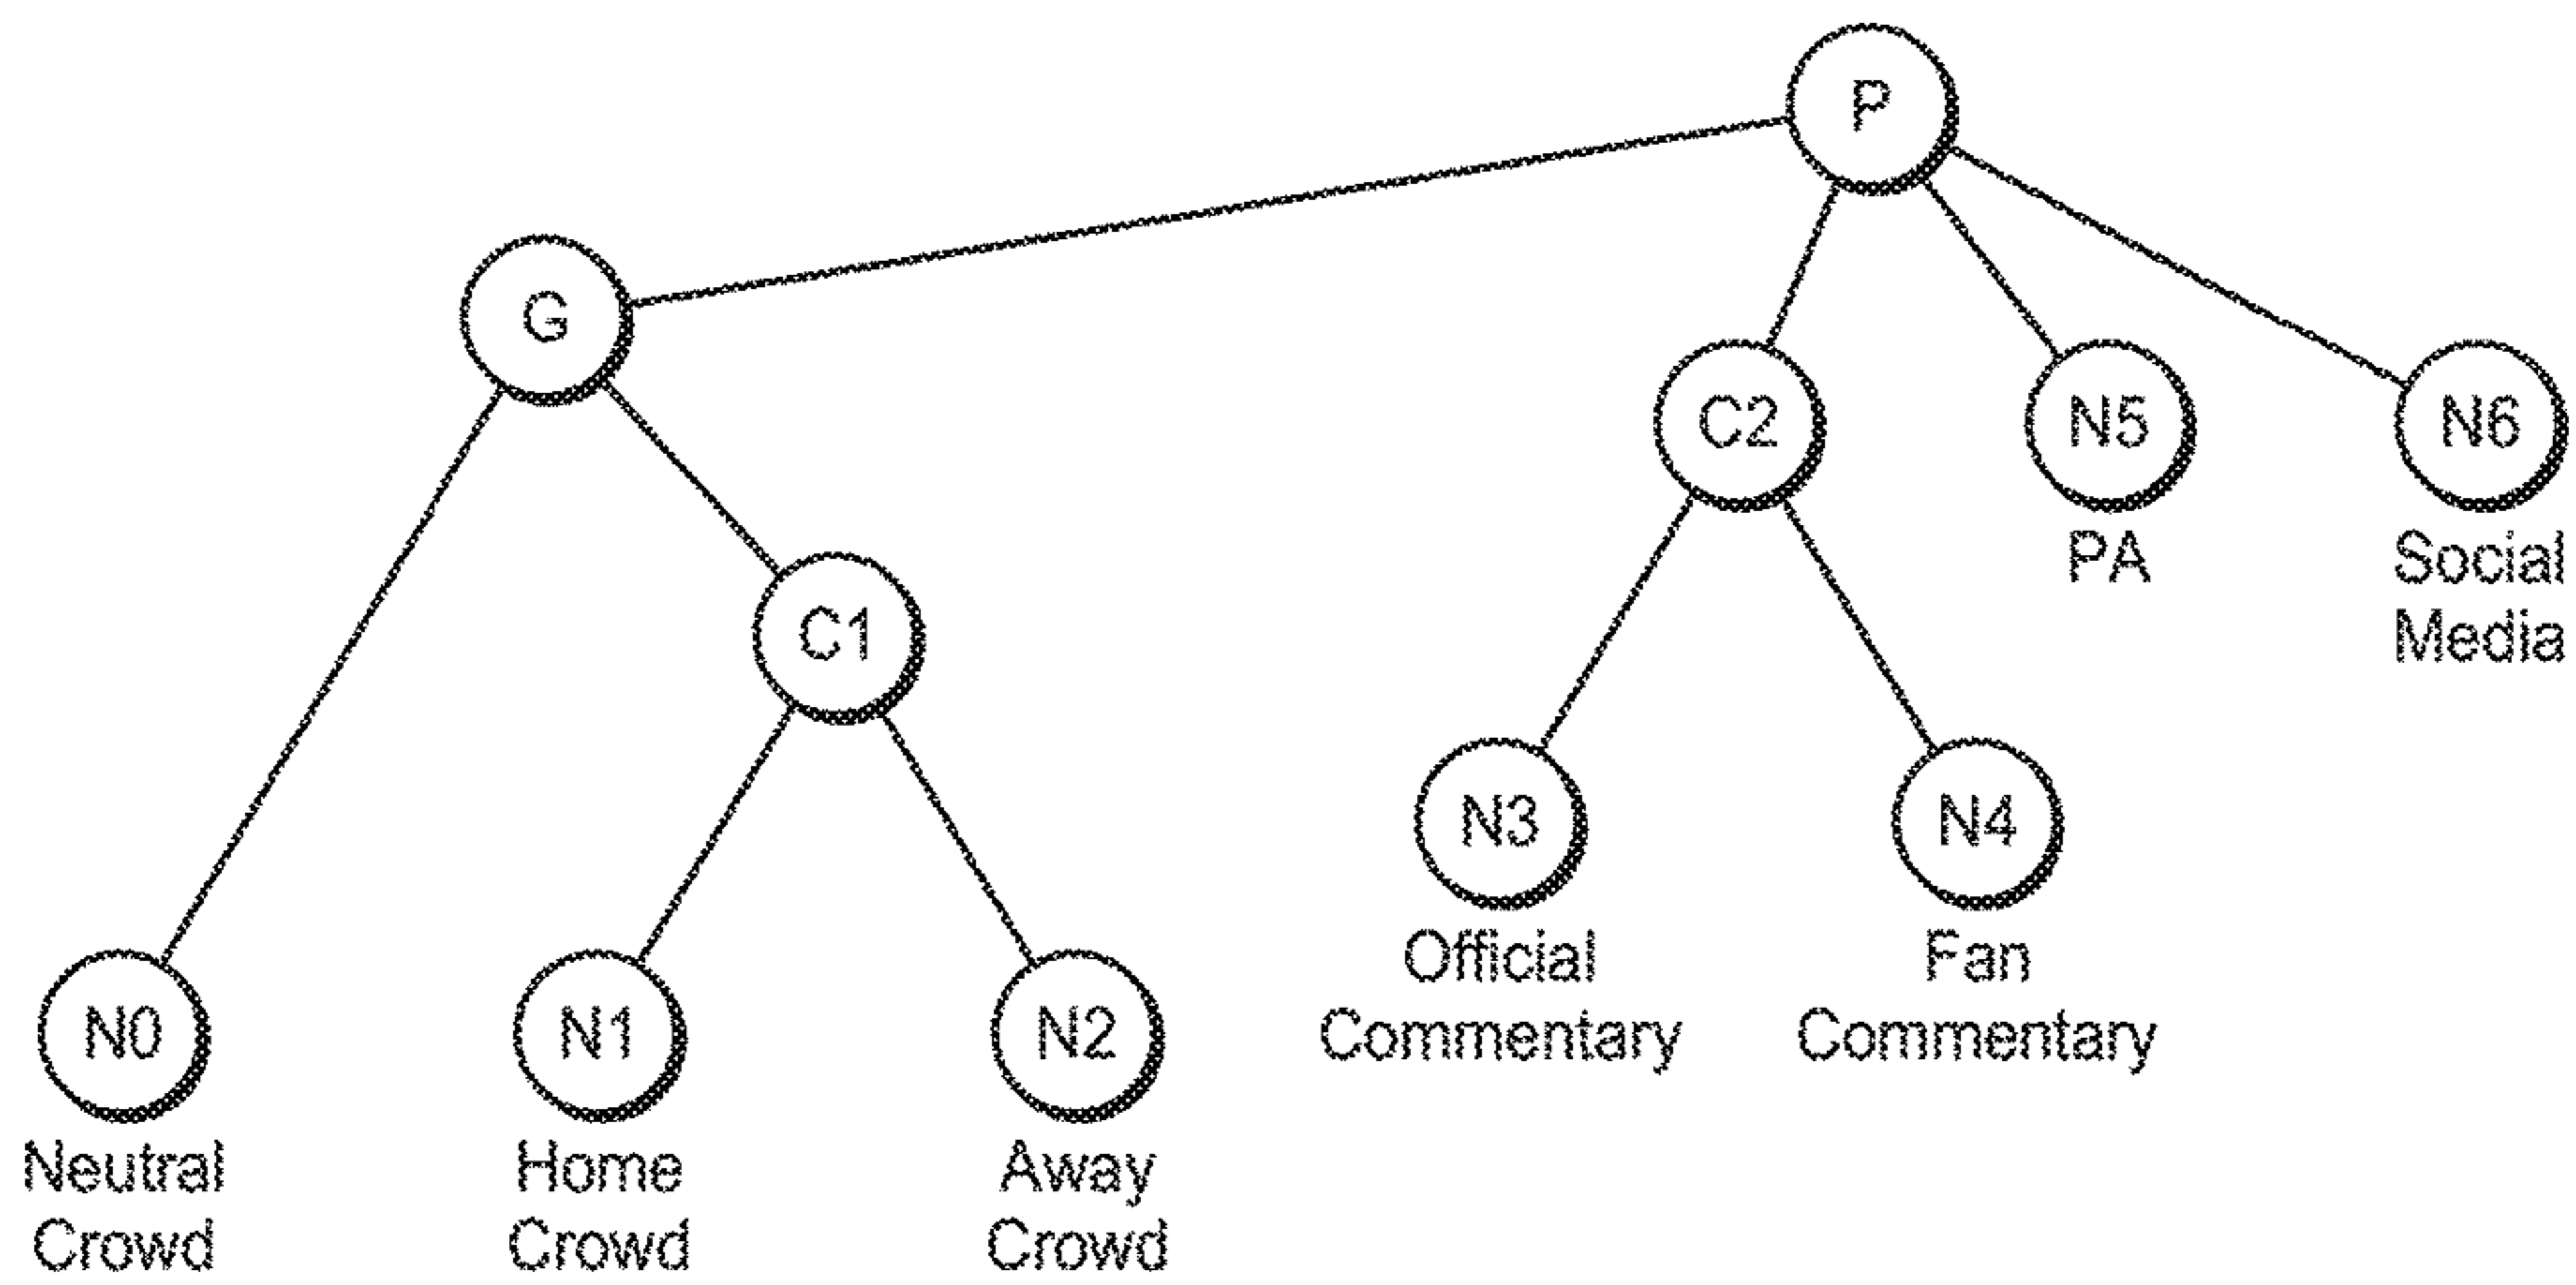 P
G
C2
N5
N6
PA
Social
Media
C1
N3
N4
Official
Commentary
Fan
Commentary
N0
N1
N2
Neutral
Crowd
Home
Crowd
Away
Crowd